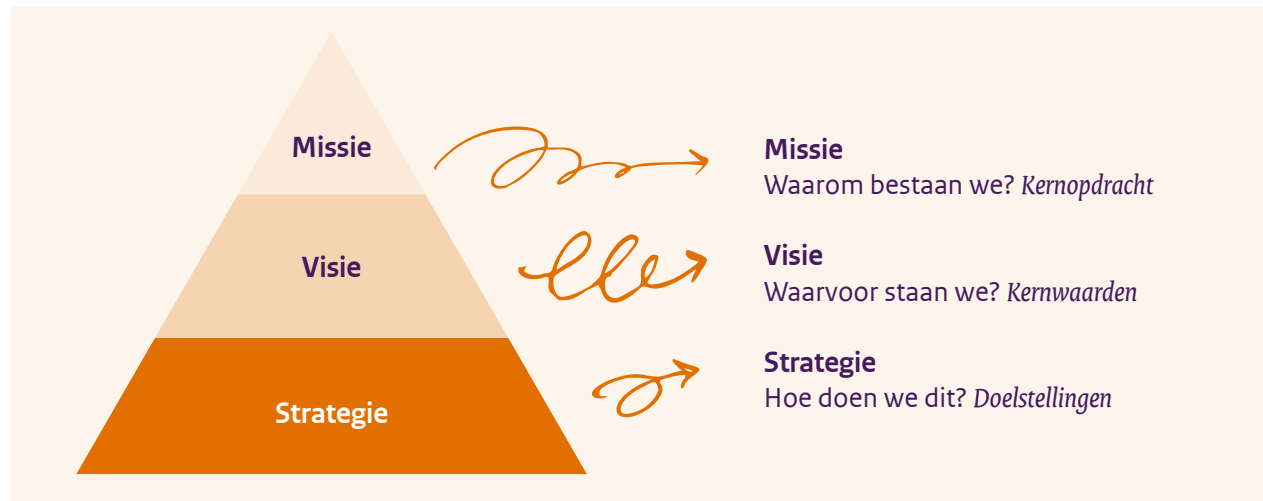 Missie
Visie
Strategie
Missie
Waarom bestaan we? Kernopdracht
Visie
Waarvoor staan we? Kernwaarden
Strategie
Hoe doen we dit? Doelstellingen